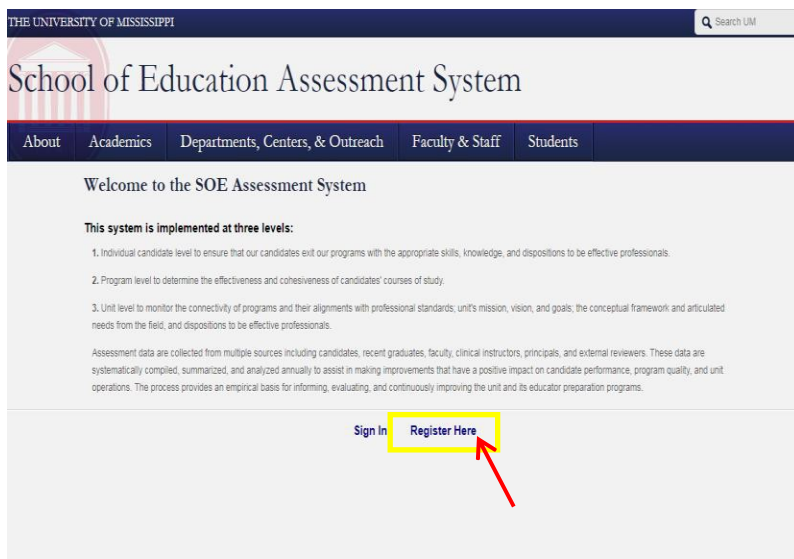 THE UNIVERSITY OF MISSISSIPPI
Search UM
School of Education Assessment System
About Academics Departments, Centers, & Outreach Faculty & Staff Students
Welcome to the SOE Assessment System
This system is implemented at three levels:
1. Individual candidate level to ensure that our candidates exit our programs with the appropriate skills, knowledge, and dispositions to be effective professionals.
2. Program level to determine the effectiveness and cohesiveness of candidates' courses of study.
3. Unit level to monitor the connectivity of programs and their alignments with professional standards; unit's mission, vision, and goals; the conceptual framework and articulated
needs from the field, and dispositions to be effective professionals.
Assessment data are collected from multiple sources including candidates, recent graduates, faculty, clinical instructors, principals, and external reviewers. These data are
systematically compiled, summarized, and analyzed annually to assist in making improvements that have a positive impact on candidate performance, program quality, and unit
operations. The process provides an empirical basis for informing, evaluating, and continuously improving the unit and its educator preparation programs.
Sign In Register Here